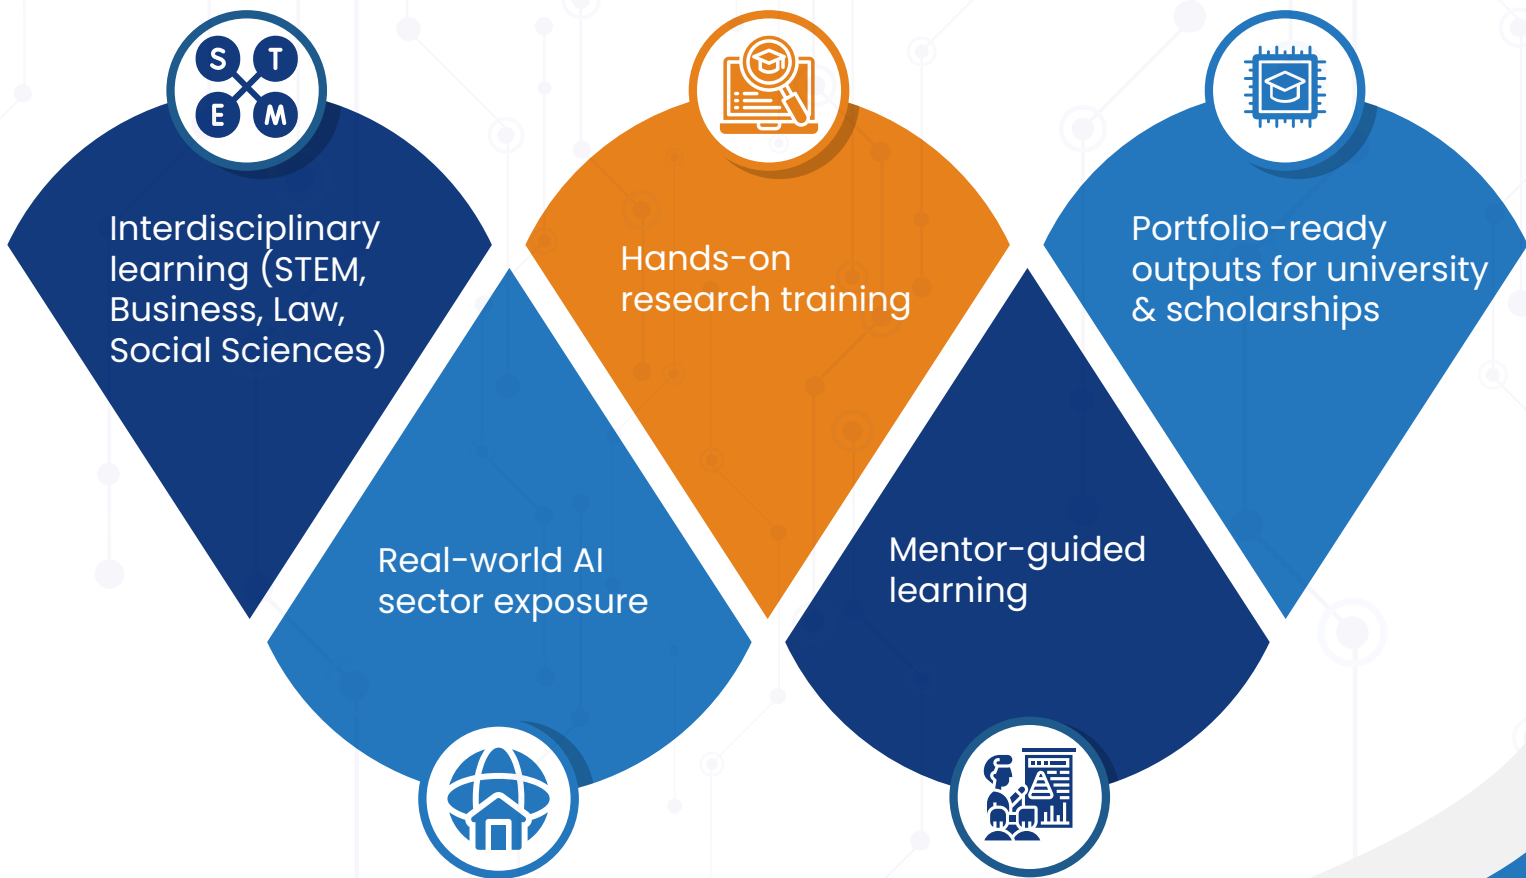 S T
E M
Interdisciplinary
learning (STEM,
Business, Law,
Social Sciences)
Hands-on
research training
Portfolio-ready
outputs for university
& scholarships
Real-world AI
sector exposure
Mentor-guided
learning